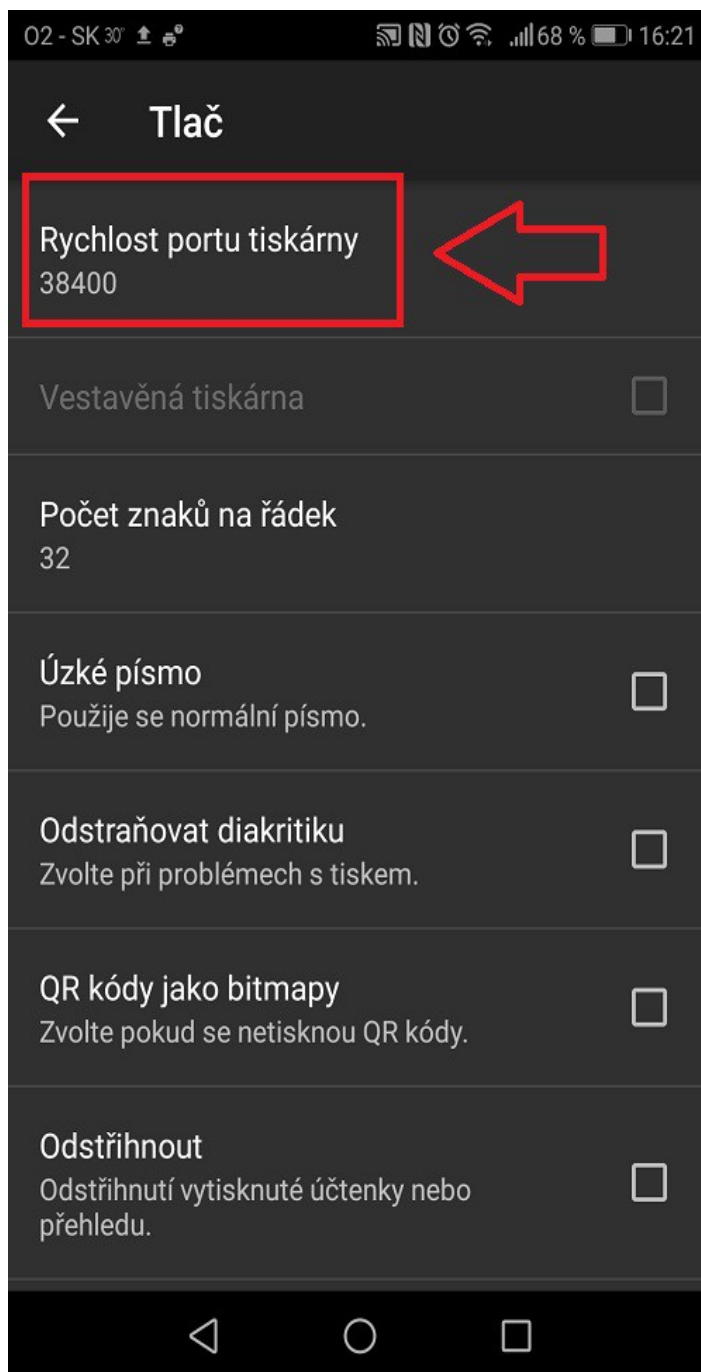 O2 - SK 30° 68 % 16:21
Tlač
Rychlost portu tiskárny
38400
Vestavěná tiskárna
Počet znaků na řádek
32
Úzké písmo
Použije se normální písmo.
Odstraňovat diakritiku
Zvolte při problémech s tiskem.
QR kódy jako bitmapy
Zvolte pokud se netisknou QR kódy.
Odstřihnout
Odstřihnutí vytisknuté účtenky nebo
přehledu.